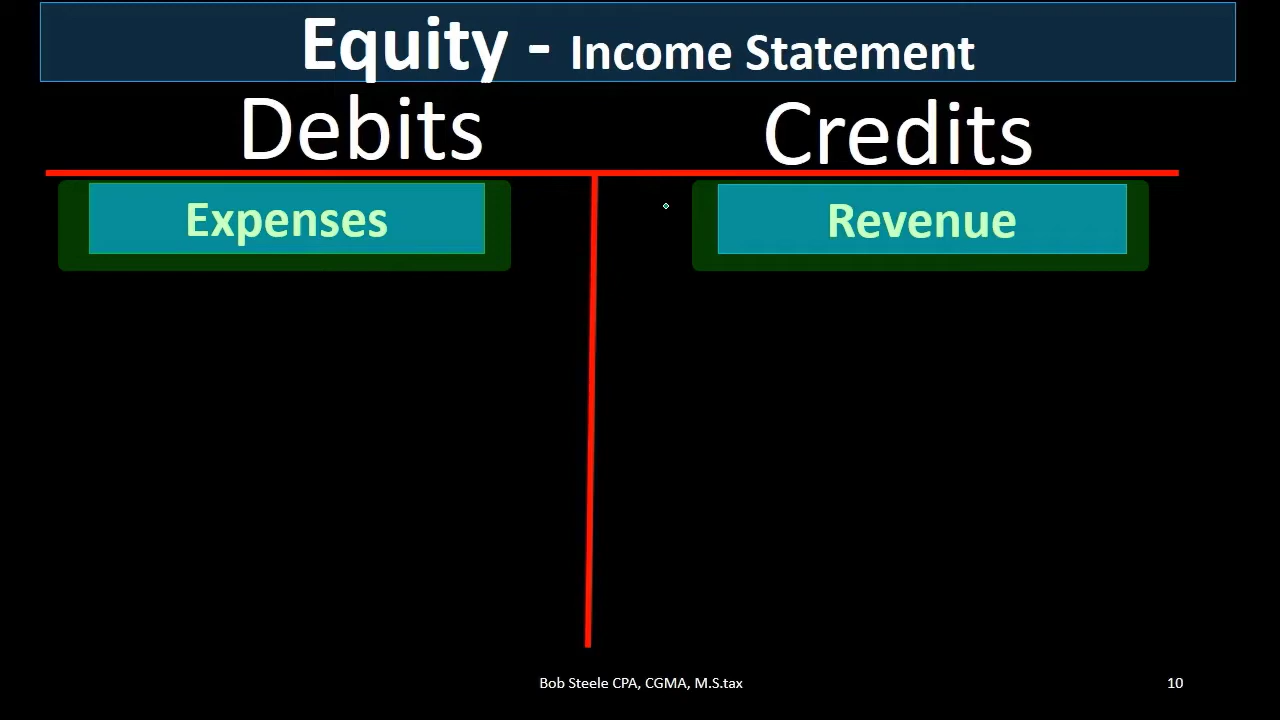 Equity - Income Statement
Debits Credits
Expenses Revenue
Bob Steele CPA, CGMA, M.S.tax 10